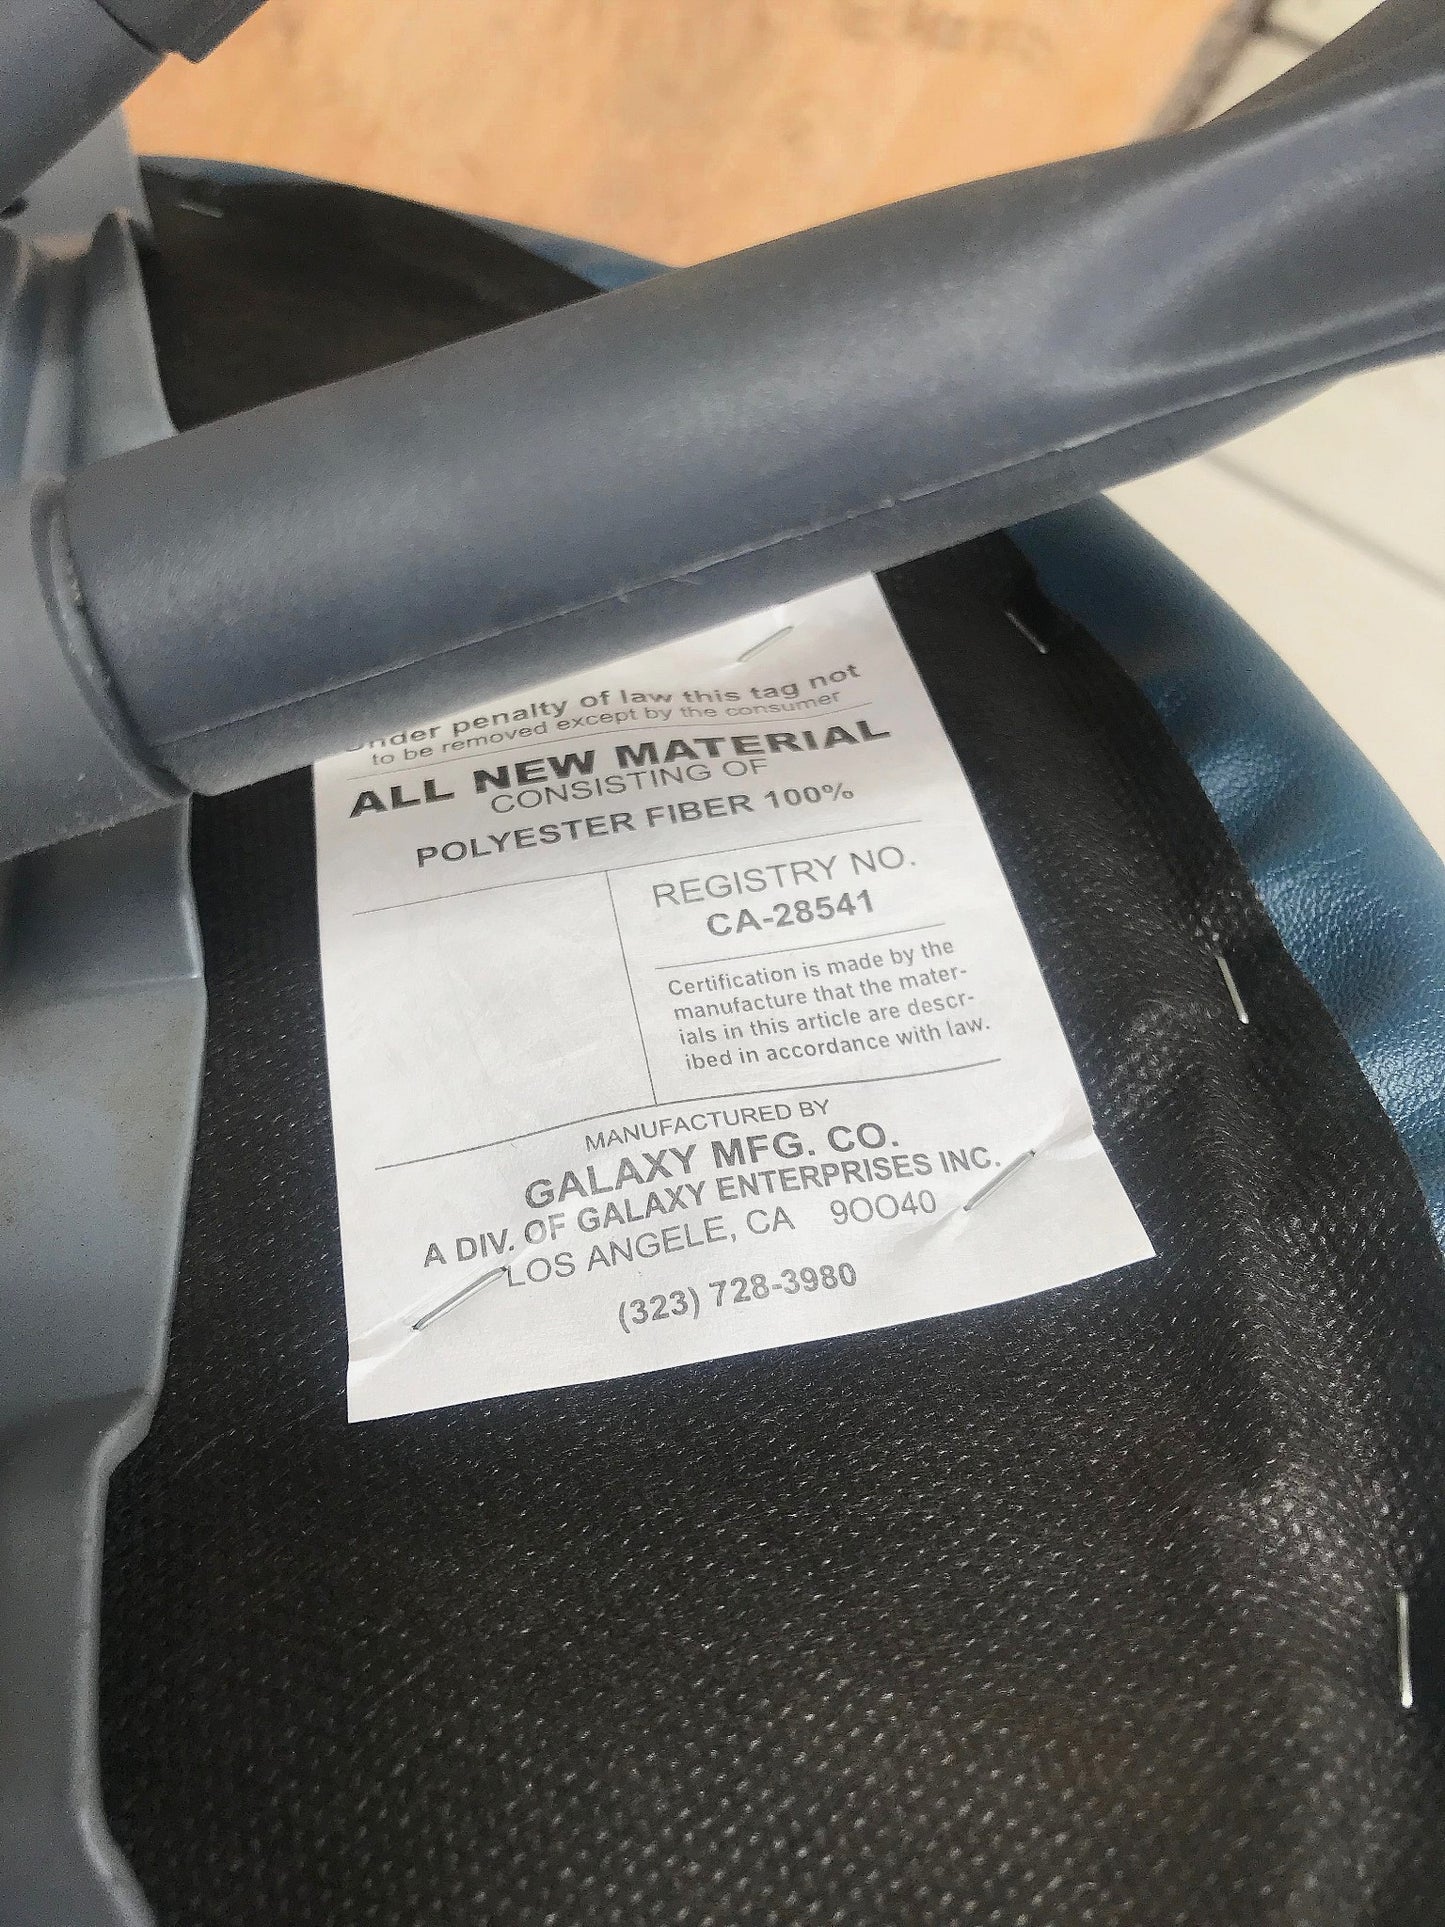 Under penalty of law this tag not
to be removed except by the consumer
ALL NEW MATERIAL
CONSISTING OF
POLYESTER FIBER 100%
REGISTRY NO.
CA-28541
Certification is made by the
manufacture that the mater-
ials in this article are descr-
ibed in accordance with law.
MANUFACTURED BY
GALAXY MFG. CO.
A DIV. OF GALAXY ENTERPRISES INC.
LOS ANGELE, CA 90040
(323) 728-3980